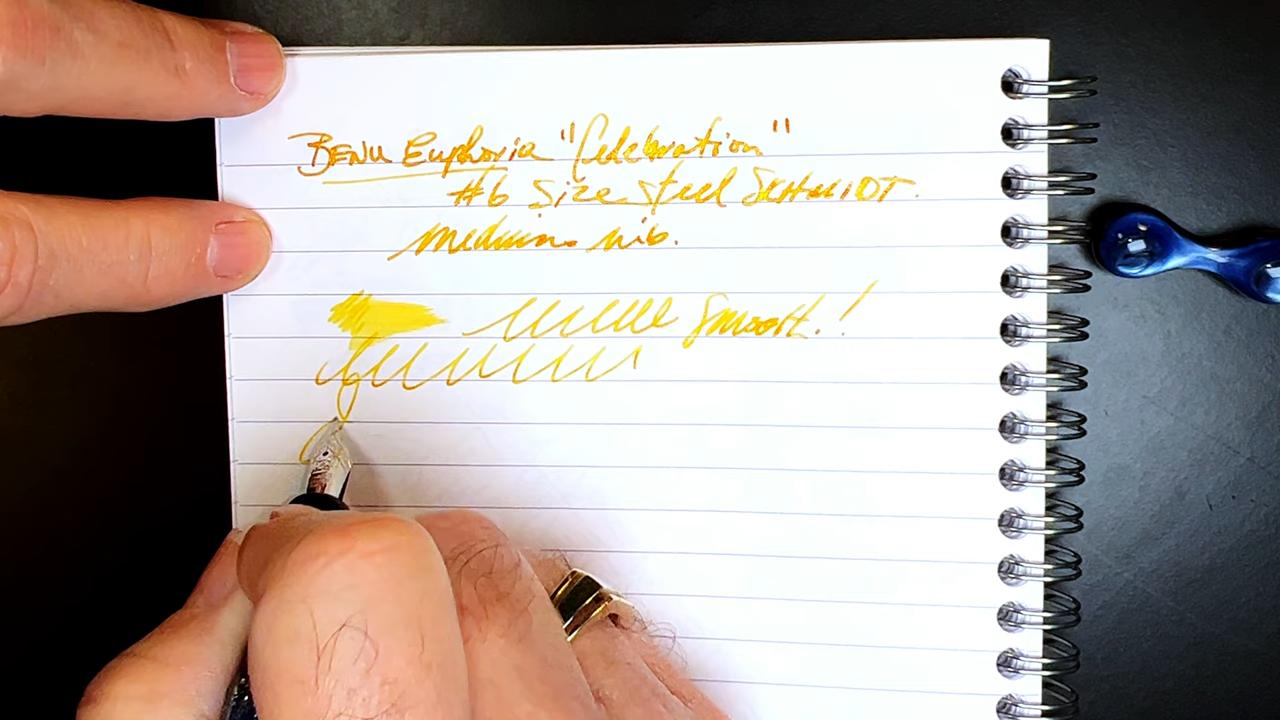 BENU Euphoria "Celebration"
#6 Size Steel SCHMIDT.
medium nib.
Smooth!